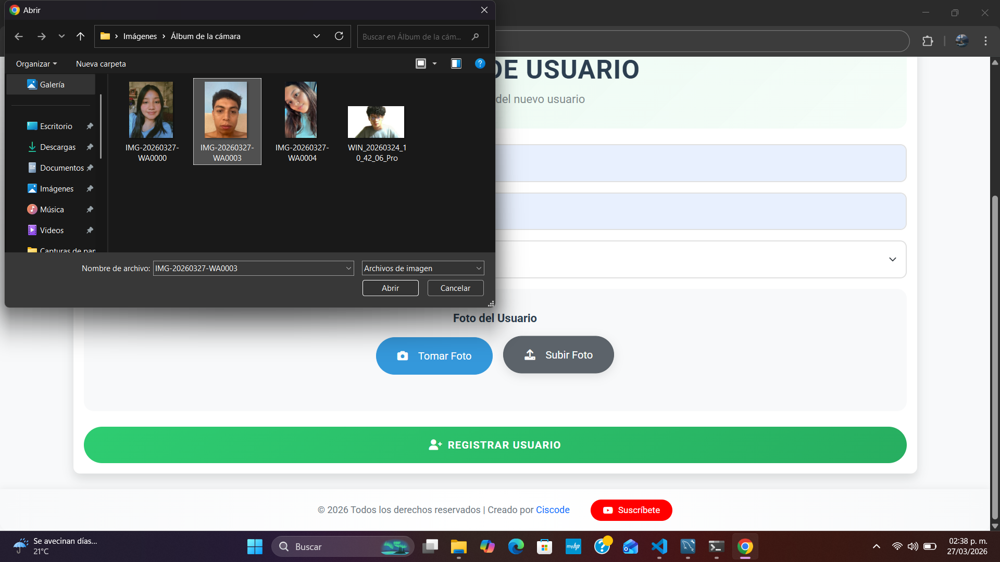 Abrir
Imágenes › Álbum de la cámara
Buscar en Álbum de la cám...
Organizar
Nueva carpeta
Galería
Escritorio
Descargas
Documentos
Imágenes
Música
Videos
Capturas de pan
IMG-20260327-
WA0000
IMG-20260327-
WA0003
IMG-20260327-
WA0004
WIN_20260324_1
0_42_06_Pro
Nombre de archivo: IMG-20260327-WA0003
Archivos de imagen
Abrir
Cancelar
DE USUARIO
del nuevo usuario
Foto del Usuario
Tomar Foto
Subir Foto
REGISTRAR USUARIO
© 2026 Todos los derechos reservados | Creado por Ciscode
Suscríbete
Se avecinan días...
21°C
Buscar
myhp
02:38 p. m.
27/03/2026